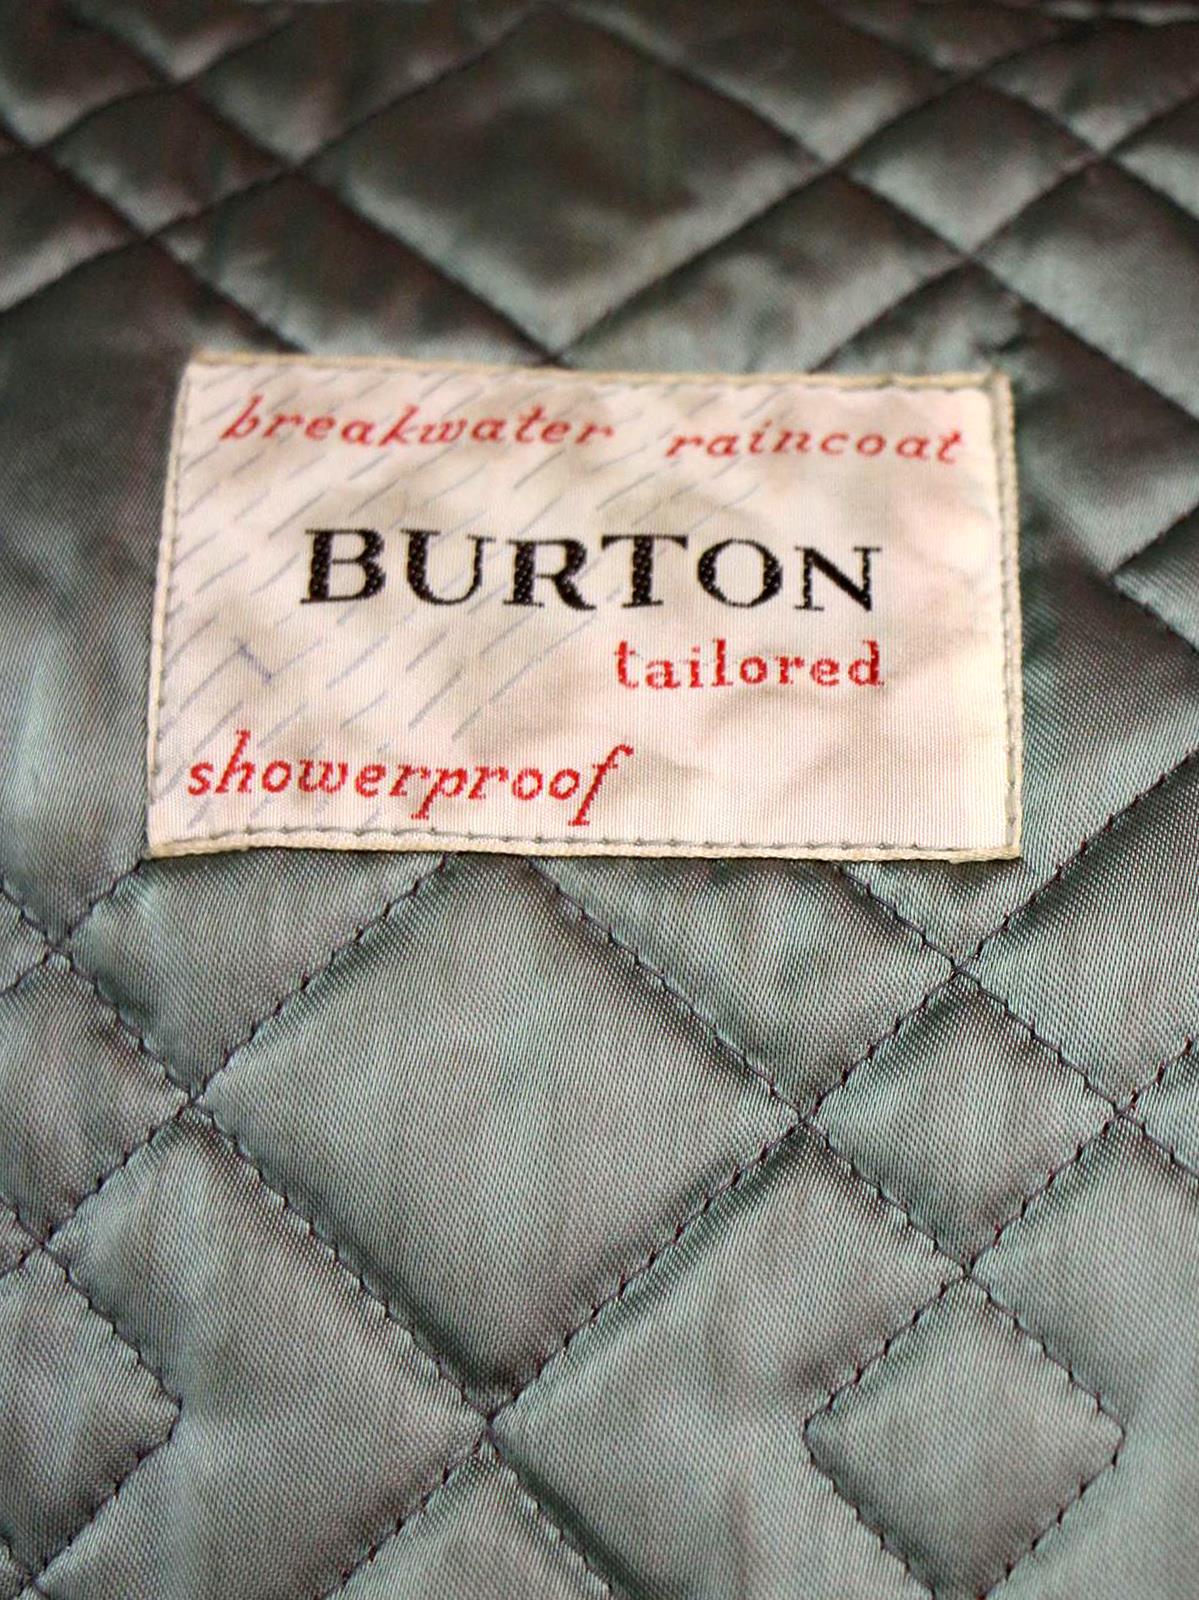 breakwater raincoat
BURTON
tailored
showerproof